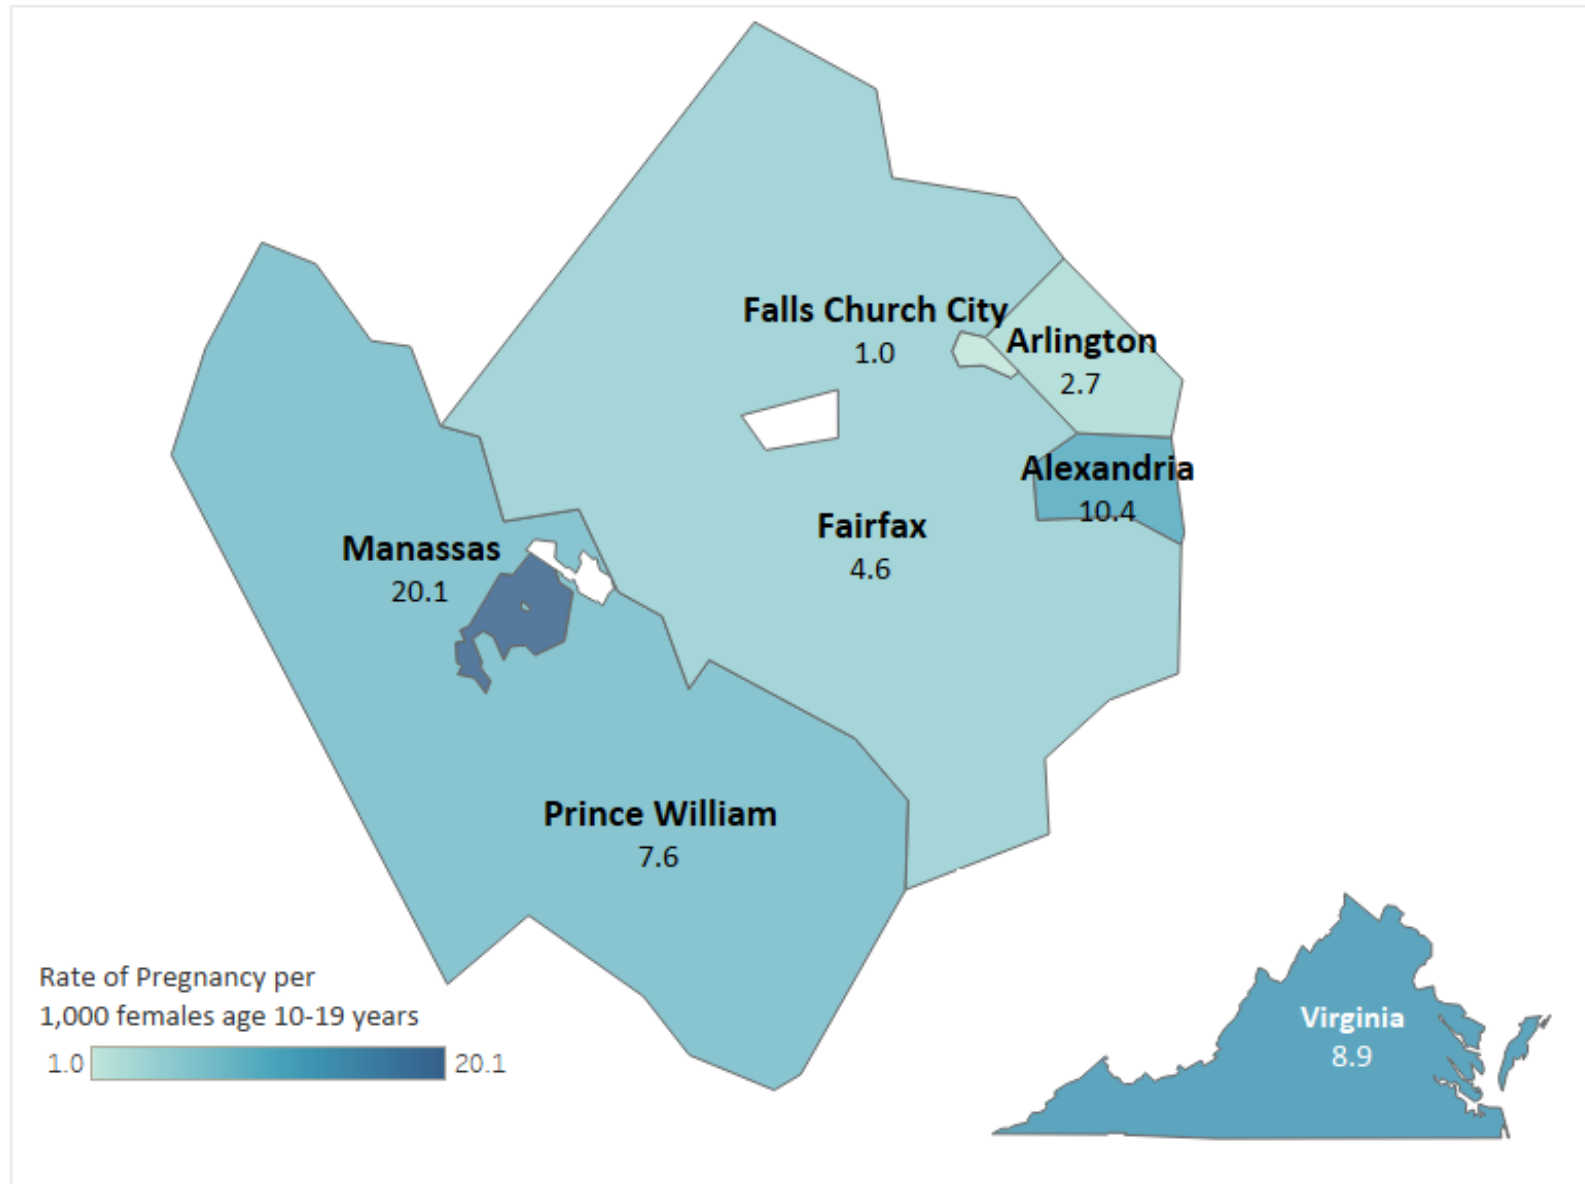 Falls Church City
1.0
Arlington
2.7
Alexandria
10.4
Fairfax
4.6
Manassas
20.1
Prince William
7.6
Rate of Pregnancy per
1,000 females age 10-19 years
1.0 20.1
Virginia
8.9